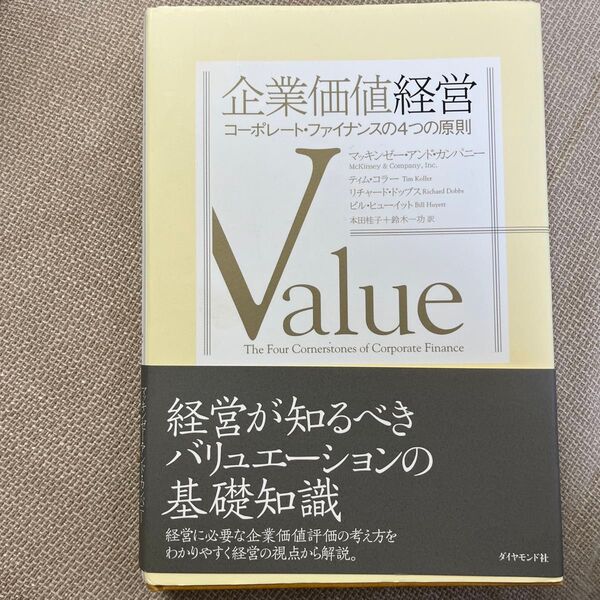 企業価値経営
コーポレート・ファイナンスの4つの原則
マッキンゼー・アンド・カンパニー
McKinsey & Company, Inc.
ティム・コラー Tim Koller
リチャード・ドッブス Richard Dobbs
ビル・ヒューイット Bill Huyett
本田桂子+鈴木一功 訳
Value
The Four Cornerstones of Corporate Finance
経営が知るべき
バリュエーションの
基礎知識
経営に必要な企業価値評価の考え方を
わかりやすく経営の視点から解説。
ダイヤモンド社